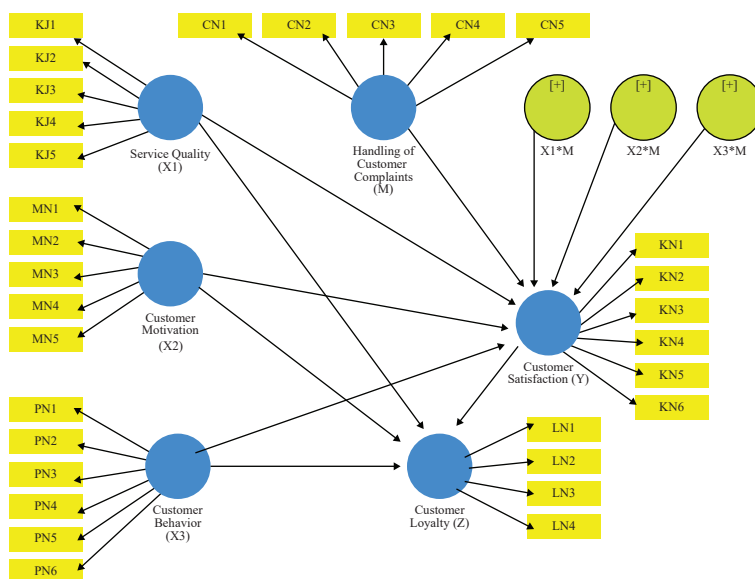 KJ1
KJ2
KJ3
KJ4
KJ5
Service Quality
(X1)
CN1
CN2
CN3
CN4
CN5
Handling of
Customer
Complaints
(M)
[+]
X1*M
[+]
X2*M
[+]
X3*M
MN1
MN2
MN3
MN4
MN5
Customer
Motivation
(X2)
KN1
KN2
KN3
KN4
KN5
KN6
Customer
Satisfaction (Y)
PN1
PN2
PN3
PN4
PN5
PN6
Customer
Behavior
(X3)
Customer
Loyalty (Z)
LN1
LN2
LN3
LN4